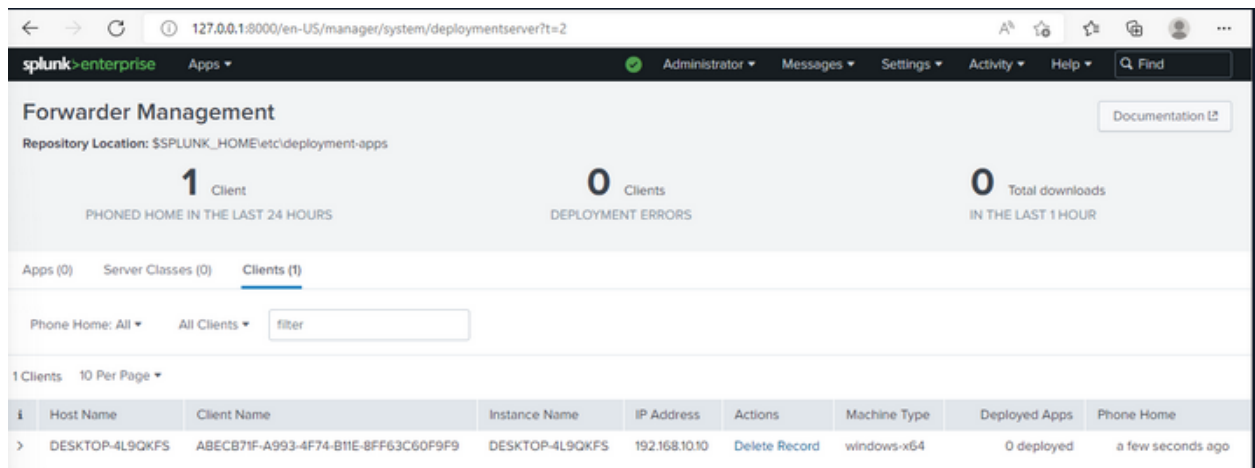 127.0.0.1:8000/en-US/manager/system/deploymentserver?t=2
splunk>enterprise Apps Administrator Messages Settings Activity Help Find
Forwarder Management Documentation
Repository Location: $SPLUNK_HOME\etc\deployment-apps
1 Client 0 Clients 0 Total downloads
PHONED HOME IN THE LAST 24 HOURS DEPLOYMENT ERRORS IN THE LAST 1 HOUR
Apps (0) Server Classes (0) Clients (1)
Phone Home: All All Clients filter
1 Clients 10 Per Page
i Host Name Client Name Instance Name IP Address Actions Machine Type Deployed Apps Phone Home
> DESKTOP-4L9QKFS ABECB71F-A993-4F74-B11E-8FF63C60F9F9 DESKTOP-4L9QKFS 192.168.10.10 Delete Record windows-x64 0 deployed a few seconds ago